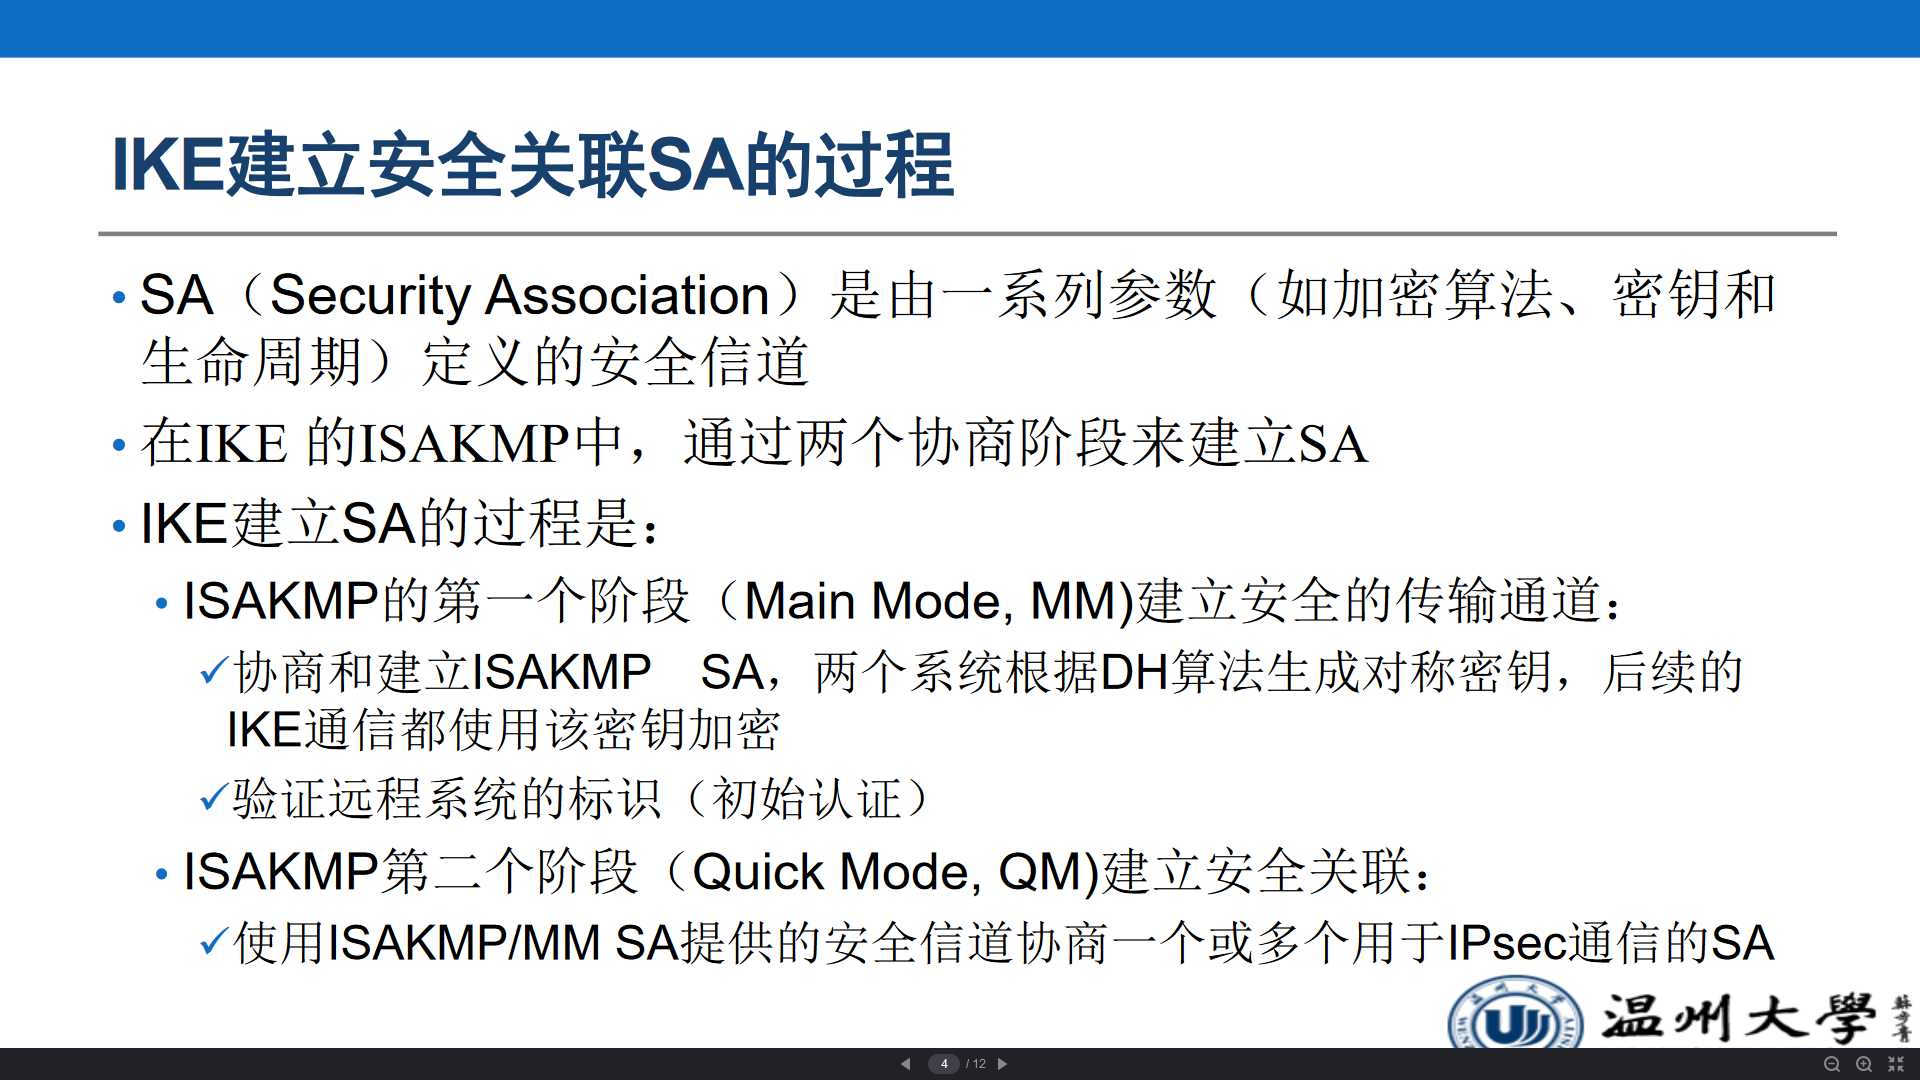 IKE建立安全关联SA的过程
• SA（Security Association）是由一系列参数（如加密算法、密钥和
生命周期）定义的安全信道
• 在IKE 的ISAKMP中，通过两个协商阶段来建立SA
• IKE建立SA的过程是：
• ISAKMP的第一个阶段（Main Mode, MM)建立安全的传输通道：
✓协商和建立ISAKMP SA，两个系统根据DH算法生成对称密钥，后续的
IKE通信都使用该密钥加密
✓验证远程系统的标识（初始认证）
• ISAKMP第二个阶段（Quick Mode, QM)建立安全关联：
✓使用ISAKMP/MM SA提供的安全信道协商一个或多个用于IPsec通信的SA
温州大學
4 / 12